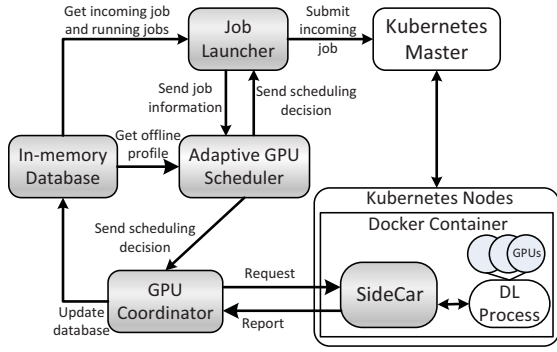 Get incoming job
and running jobs
Job
Launcher
Submit
incoming
job
Kubernetes
Master
Send job
information
Send scheduling
decision
In-memory
Database
Get offline
profile
Adaptive GPU
Scheduler
Send scheduling
decision
Kubernetes Nodes
Docker Container
GPUs
SideCar
DL
Process
GPU
Coordinator
Request
Report
Update
database